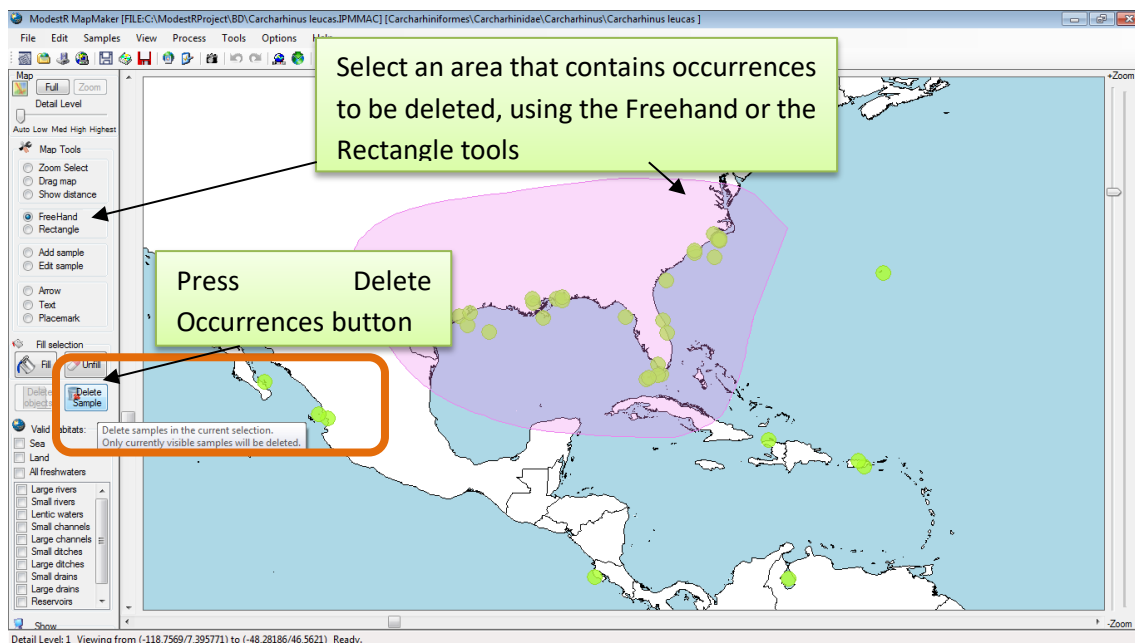 ModestR MapMaker [FILE:C:\ModestRProject\BD\Carcharhinus leucas.IPMMAC] [Carcharhiniformes\Carcharhinidae\Carcharhinus\Carcharhinus leucas ]
File Edit Samples View Process Tools Options
Map
Full Zoom
Detail Level
Auto Low Med High Highest
Map Tools
Zoom Select
Drag map
Show distance
FreeHand
Rectangle
Add sample
Edit sample
Arrow
Text
Placemark
Fill selection
Fill Unfill
Delete objects
Delete Sample
Valid habitats:
Sea
Land
All freshwaters
Large rivers
Small rivers
Lentic waters
Small channels
Large channels
Small ditches
Large ditches
Small drains
Large drains
Reservoirs
Show
Select an area that contains occurrences
to be deleted, using the Freehand or the
Rectangle tools
Press Delete
Occurrences button
Delete samples in the current selection.
Only currently visible samples will be deleted.
+Zoom
-Zoom
Detail Level: 1 Viewing from (-118.7569/7.395771) to (-48.28186/46.5621) Ready.